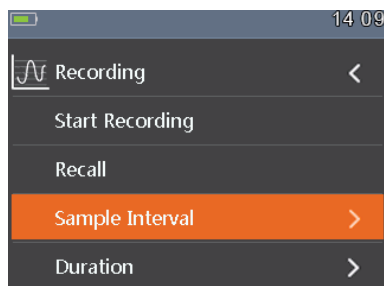 14 09
Recording
Start Recording
Recall
Sample Interval
Duration